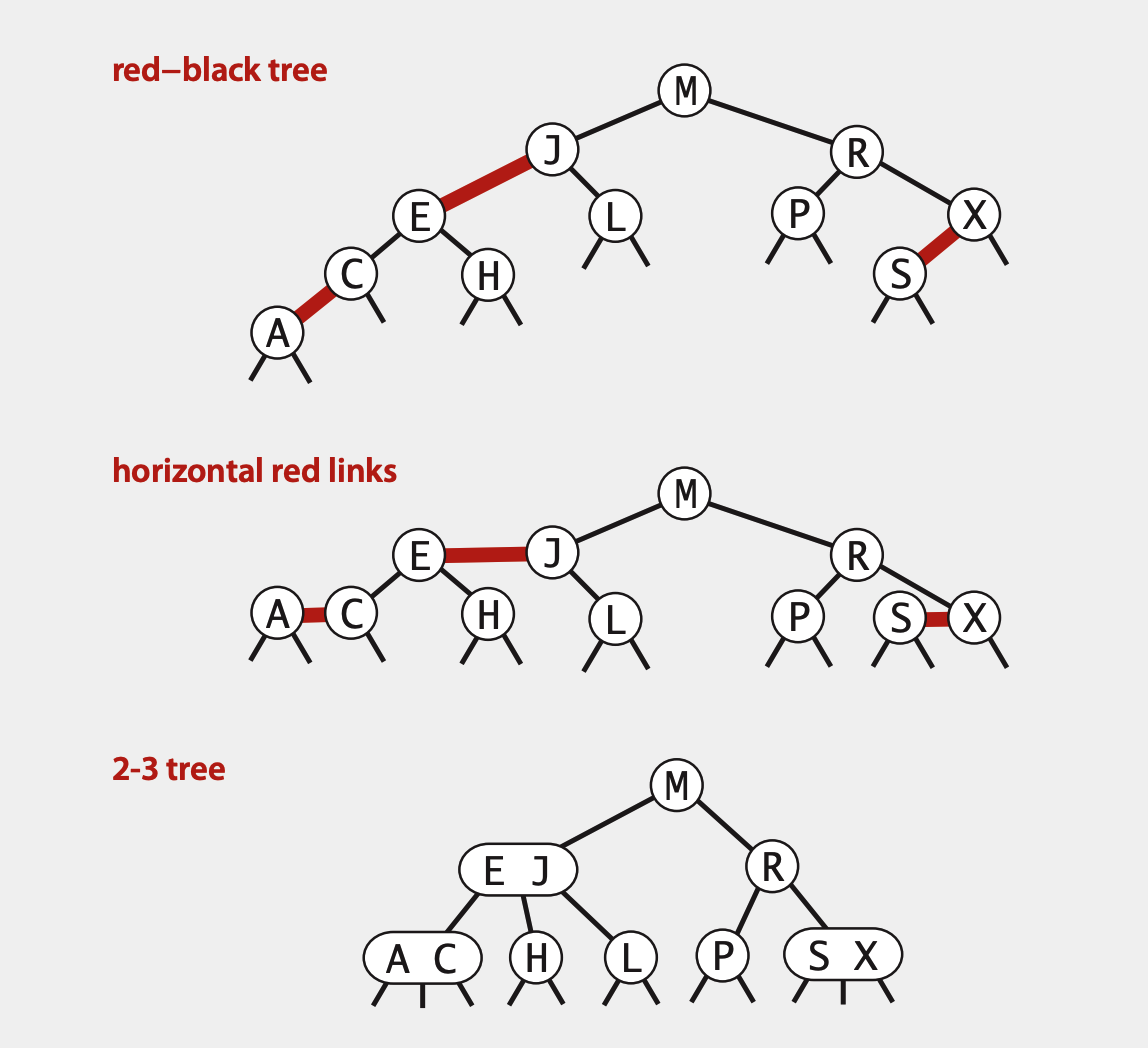 red–black tree
M
J R
E L P X
C H S
A
horizontal red links
M
E J R
A C H L P S X
2-3 tree
M
E J R
A C H L P S X